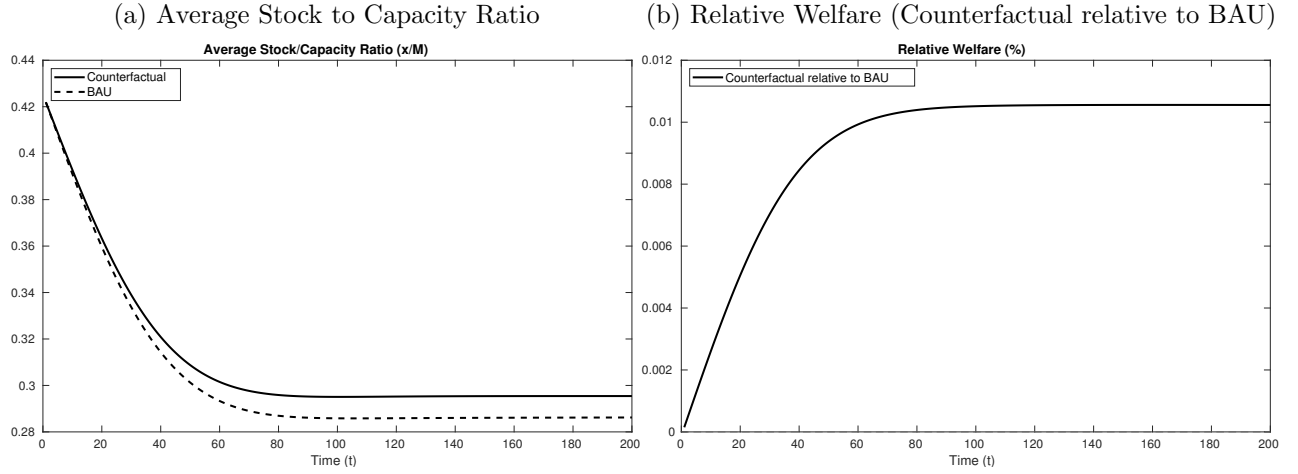 (a) Average Stock to Capacity Ratio
Average Stock/Capacity Ratio (x/M)
0.44
0.42
0.4
0.38
0.36
0.34
0.32
0.3
0.28
Counterfactual
BAU
0 20 40 60 80 100 120 140 160 180 200
Time (t)
(b) Relative Welfare (Counterfactual relative to BAU)
Relative Welfare (%)
0.012
0.01
0.008
0.006
0.004
0.002
0
Counterfactual relative to BAU
0 20 40 60 80 100 120 140 160 180 200
Time (t)